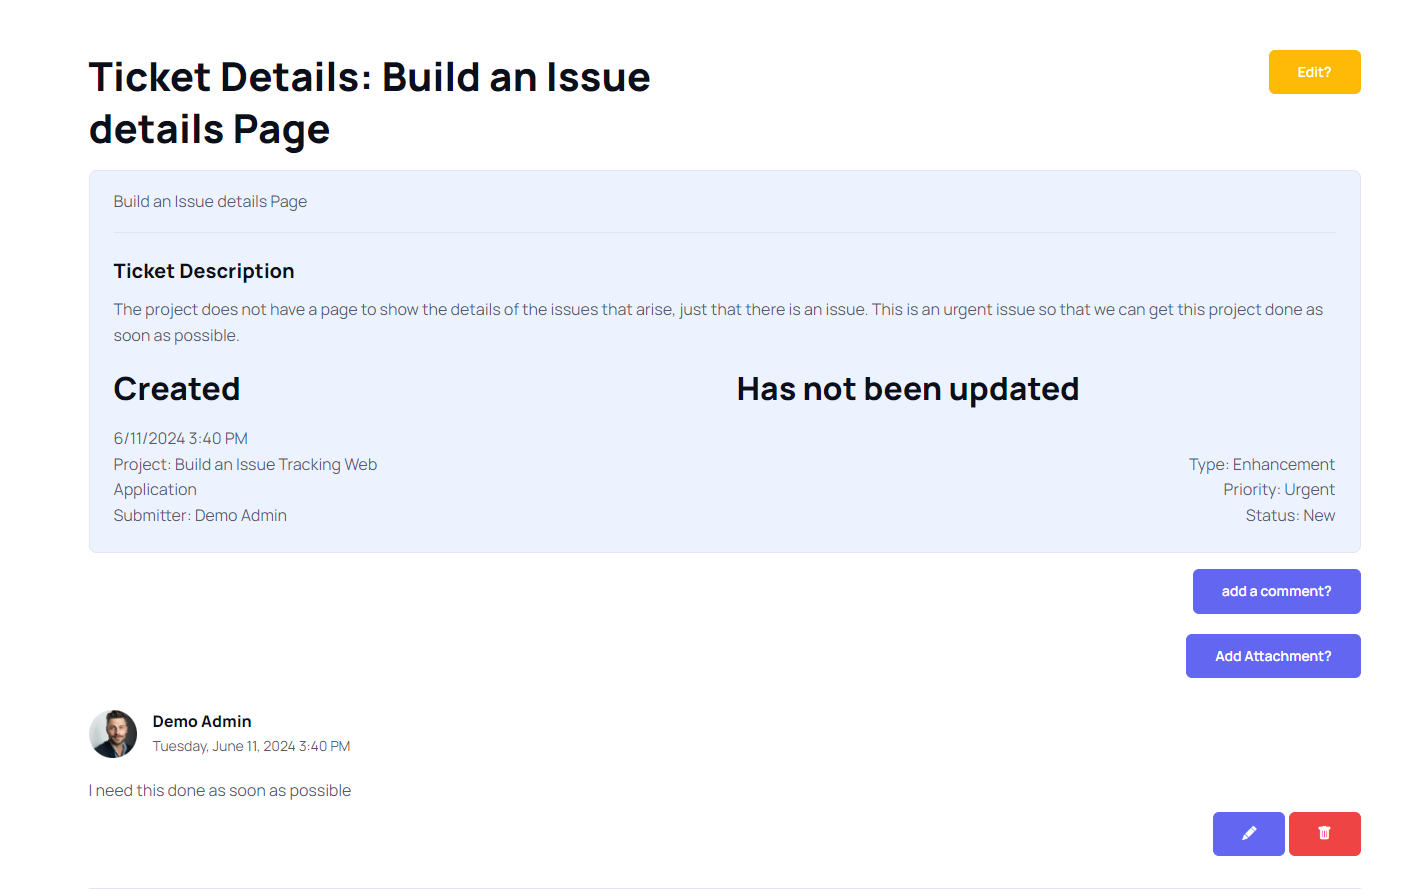 Ticket Details: Build an Issue
details Page
Edit?
Build an Issue details Page
Ticket Description
The project does not have a page to show the details of the issues that arise, just that there is an issue. This is an urgent issue so that we can get this project done as
soon as possible.
Created
Has not been updated
6/11/2024 3:40 PM
Project: Build an Issue Tracking Web
Application
Submitter: Demo Admin
Type: Enhancement
Priority: Urgent
Status: New
add a comment?
Add Attachment?
Demo Admin
Tuesday, June 11, 2024 3:40 PM
I need this done as soon as possible